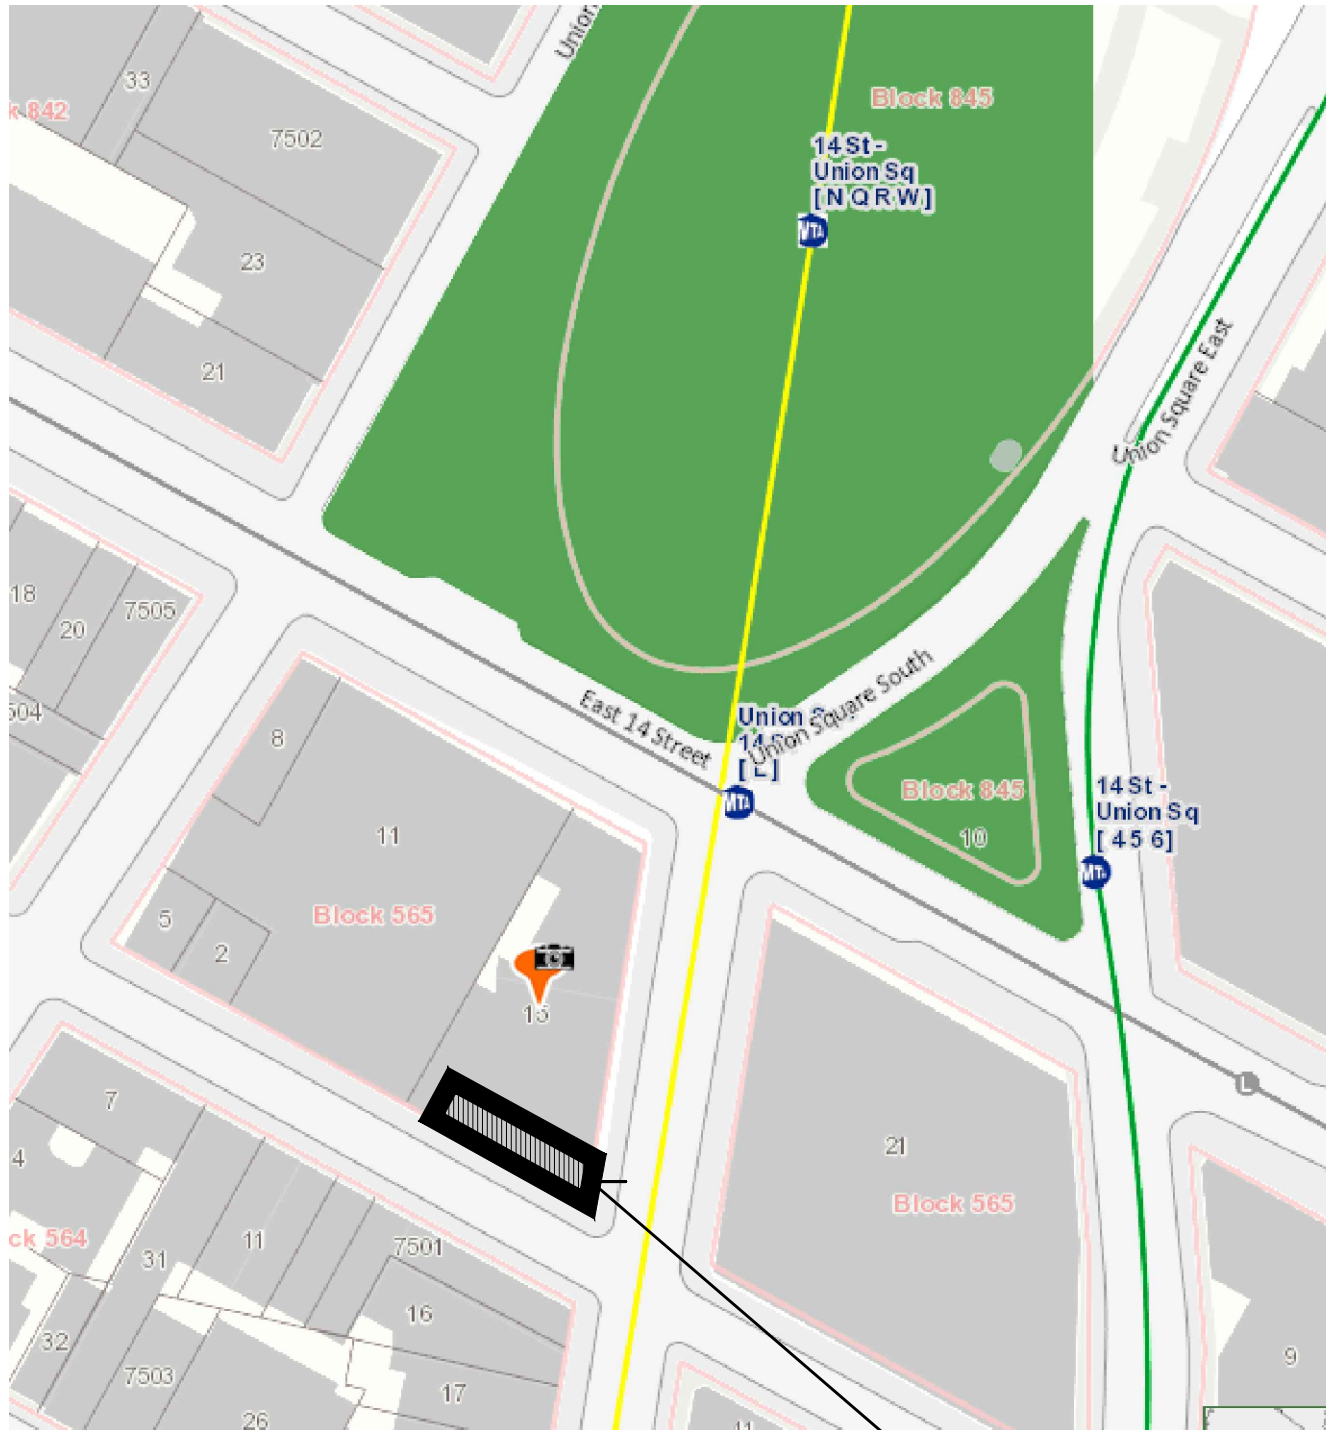 Union
33
Block 845
k 842
7502
14 St -
Union Sq
[ N Q R W ]
MTA
23
21
Union Square East
18
20
7505
504
East 14 Street
Union Square South
Union
14
[ L ]
MTA
8
11
Block 845
10
14 St -
Union Sq
[ 4 5 6 ]
MTA
5
2
Block 565
15
L
7
4
21
Block 565
ck 564
31
11
7501
16
32
7503
17
26
9